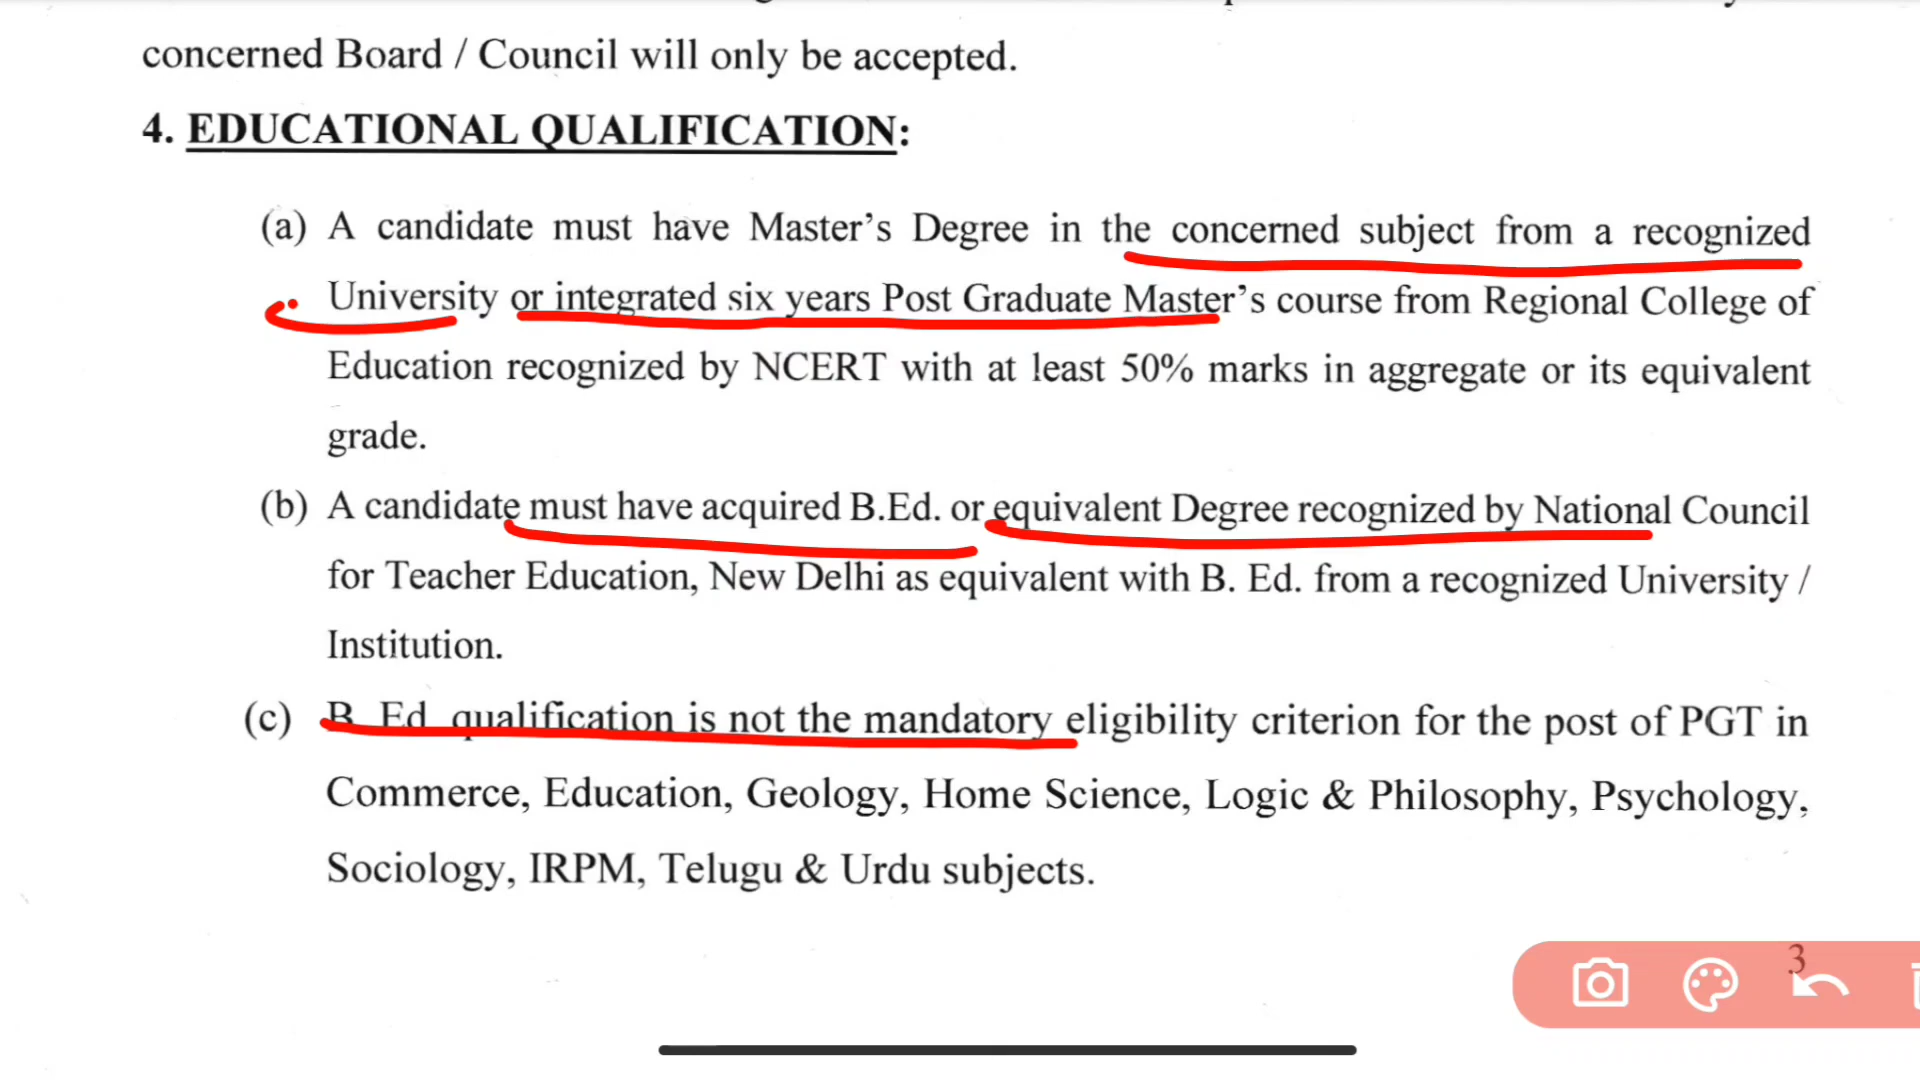 concerned Board / Council will only be accepted.
4. EDUCATIONAL QUALIFICATION:
(a) A candidate must have Master's Degree in the concerned subject from a recognized
University or integrated six years Post Graduate Master's course from Regional College of
Education recognized by NCERT with at least 50% marks in aggregate or its equivalent
grade.
(b) A candidate must have acquired B.Ed. or equivalent Degree recognized by National Council
for Teacher Education, New Delhi as equivalent with B. Ed. from a recognized University /
Institution.
(c) B. Ed qualification is not the mandatory eligibility criterion for the post of PGT in
Commerce, Education, Geology, Home Science, Logic & Philosophy, Psychology,
Sociology, IRPM, Telugu & Urdu subjects.
3